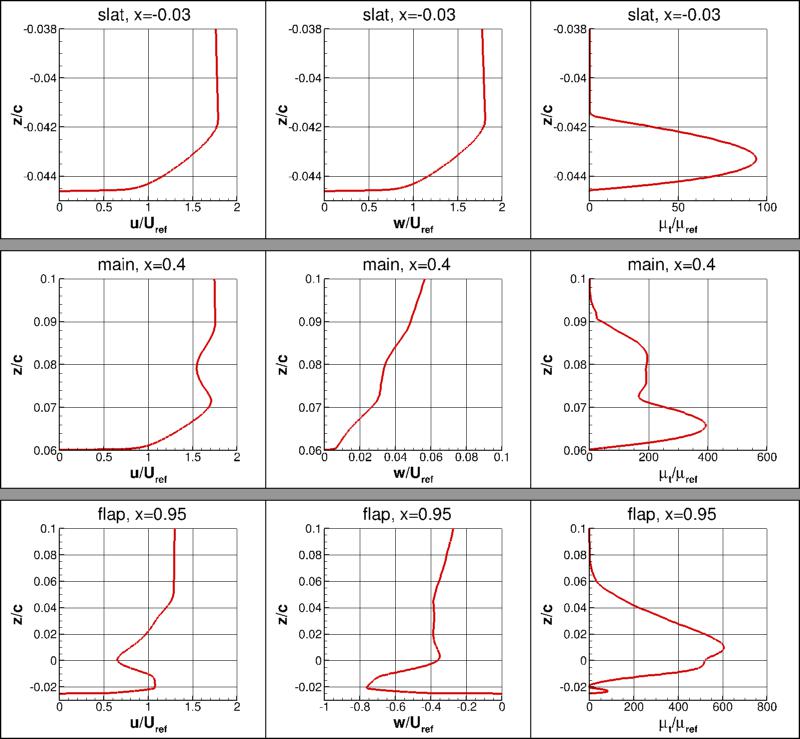 slat, x=-0.03
-0.038
-0.04
z/c
-0.042
-0.044
0 0.5 1 1.5 2
u/Uref
slat, x=-0.03
-0.038
-0.04
z/c
-0.042
-0.044
0 0.5 1 1.5 2
w/Uref
slat, x=-0.03
-0.038
-0.04
z/c
-0.042
-0.044
0 50 100
μt/μref
main, x=0.4
0.1
0.09
z/c
0.08
0.07
0.06
0 0.5 1 1.5 2
u/Uref
main, x=0.4
0.1
0.09
z/c
0.08
0.07
0.06
0.02 0.04 0.06 0.08 0.1
w/Uref
main, x=0.4
0.1
0.09
z/c
0.08
0.07
0.06
0 200 400 600
μt/μref
flap, x=0.95
0.1
0.08
0.06
z/c
0.04
0.02
0
-0.02
0 0.5 1 1.5 2
u/Uref
flap, x=0.95
0.1
0.08
0.06
z/c
0.04
0.02
0
-0.02
-1 -0.8 -0.6 -0.4 -0.2 0
w/Uref
flap, x=0.95
0.1
0.08
0.06
z/c
0.04
0.02
0
-0.02
0 200 400 600 800
μt/μref